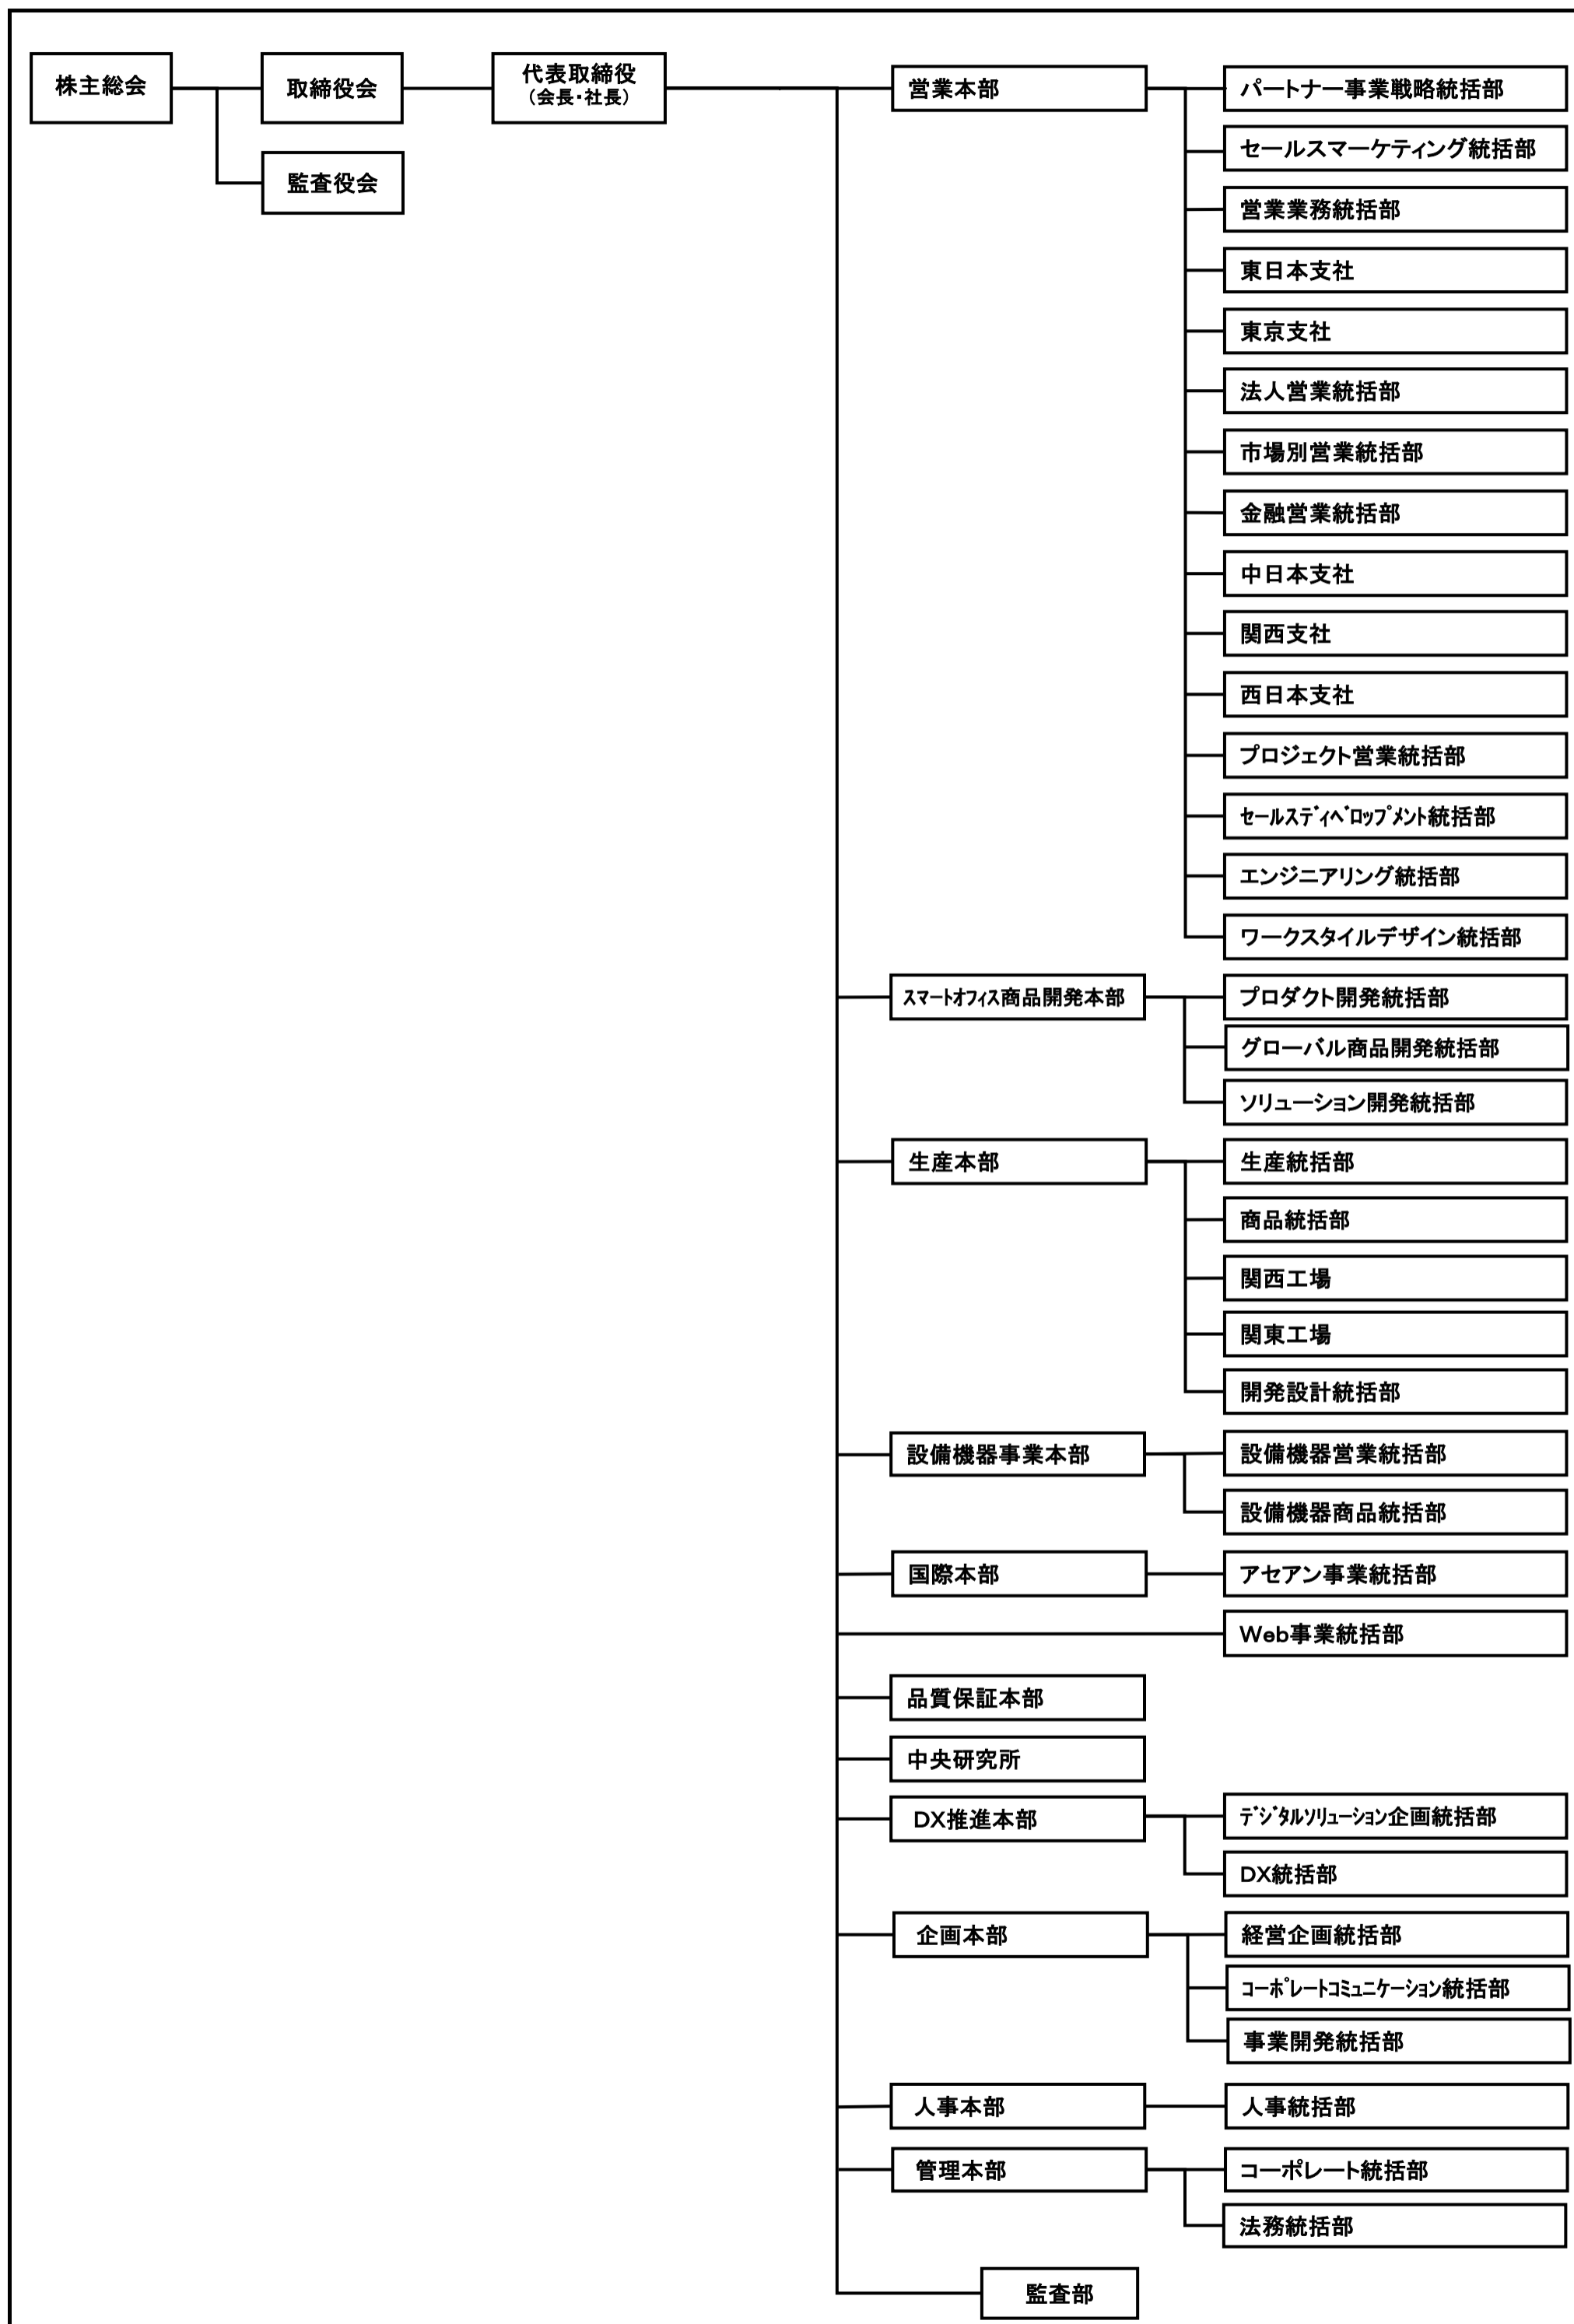 株主総会
取締役会
代表取締役
(会長・社長)
監査役会
営業本部
パートナー事業戦略統括部
セールスマーケティング統括部
営業業務統括部
東日本支社
東京支社
法人営業統括部
市場別営業統括部
金融営業統括部
中日本支社
関西支社
西日本支社
プロジェクト営業統括部
セールスディベロップメント統括部
エンジニアリング統括部
ワークスタイルデザイン統括部
スマートオフィス商品開発本部
プロダクト開発統括部
グローバル商品開発統括部
ソリューション開発統括部
生産本部
生産統括部
商品統括部
関西工場
関東工場
開発設計統括部
設備機器事業本部
設備機器営業統括部
設備機器商品統括部
国際本部
アセアン事業統括部
Web事業統括部
品質保証本部
中央研究所
DX推進本部
デジタルソリューション企画統括部
DX統括部
企画本部
経営企画統括部
コーポレートコミュニケーション統括部
事業開発統括部
人事本部
人事統括部
管理本部
コーポレート統括部
法務統括部
監査部